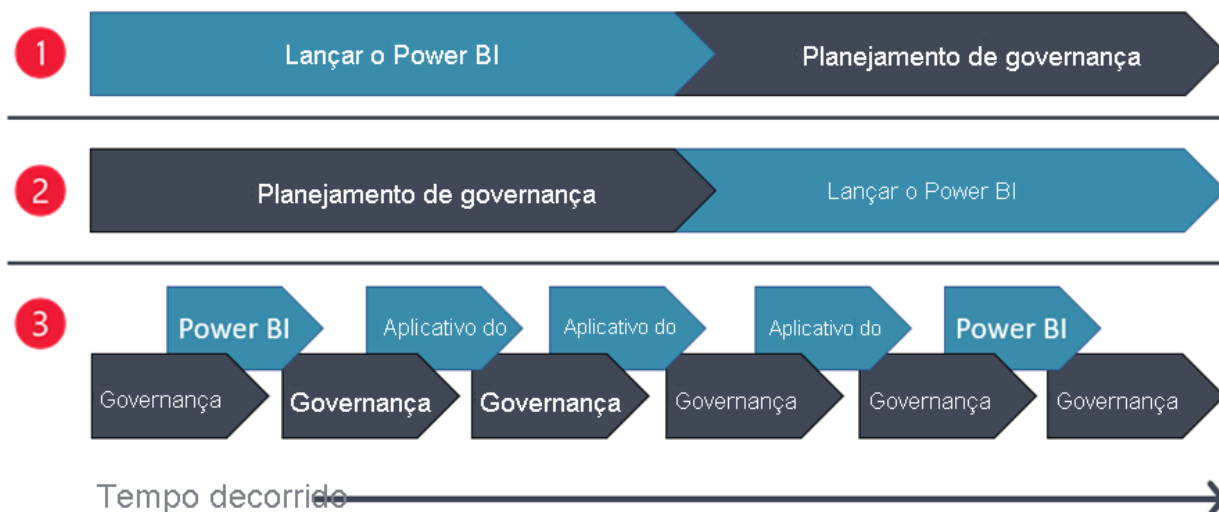 1
Lançar o Power BI
Planejamento de governança
2
Planejamento de governança
Lançar o Power BI
3
Power BI
Aplicativo do
Aplicativo do
Aplicativo do
Power BI
Governança
Governança
Governança
Governança
Governança
Governança
Tempo decorrido